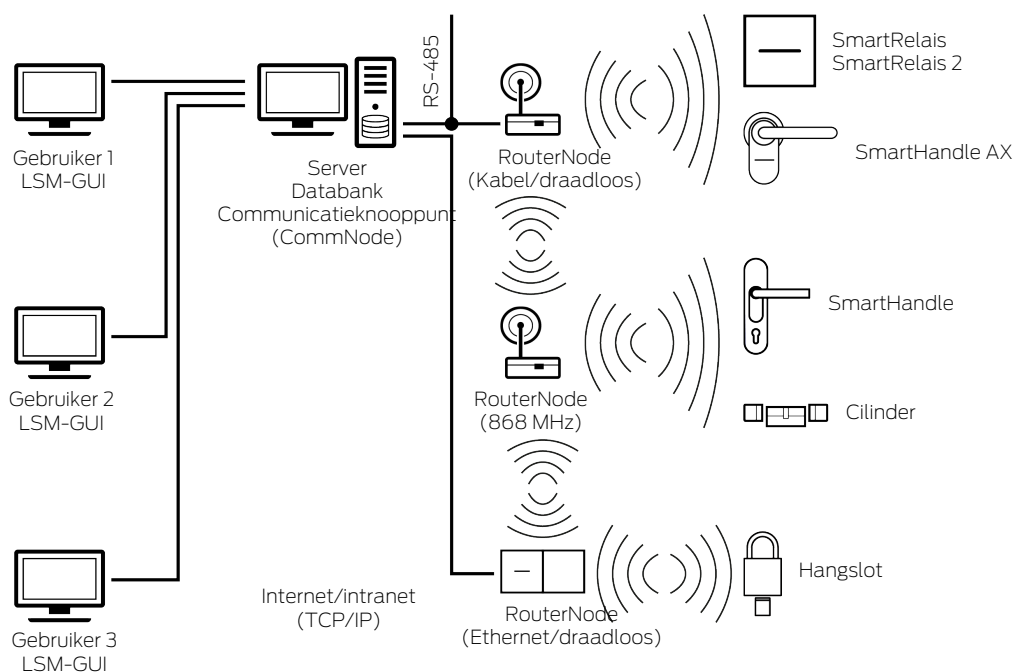 Gebruiker 1
LSM-GUI
Gebruiker 2
LSM-GUI
Gebruiker 3
LSM-GUI
Server
Databank
Communicatieknooppunt
(CommNode)
Internet/intranet
(TCP/IP)
RS-485
RouterNode
(Kabel/draadloos)
RouterNode
(868 MHz)
RouterNode
(Ethernet/draadloos)
SmartRelais
SmartRelais 2
SmartHandle AX
SmartHandle
Cilinder
Hangslot